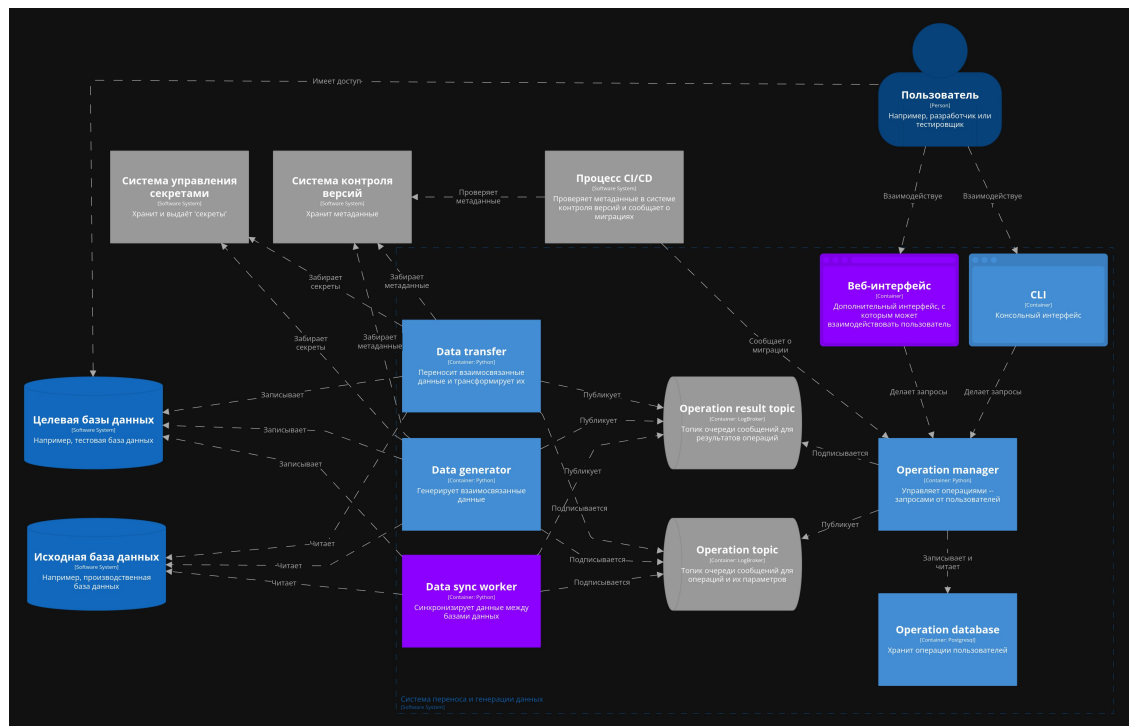 Имеет доступ
Пользователь
[Person]
Например, разработчик или
тестировщик
Система управления
секретами
[Software System]
Хранит и выдаёт 'секреты'
Система контроля
версий
[Software System]
Хранит метаданные
Проверяет
метаданные
Процесс CI/CD
[Software System]
Проверяет метаданные в системе
контроля версий и сообщает о
миграциях
Взаимодействуе
т
Взаимодействуе
т
Забирает
секреты
Забирает
метаданные
Веб-интерфейс
[Container]
Дополнительный интерфейс, с
которым может
взаимодействовать пользователь
CLI
[Container]
Консольный интерфейс
Забирает
секреты
Забирает
метаданные
Data transfer
[Container: Python]
Переносит взаимосвязанные
данные и трансформирует их
Сообщает о
миграции
Делает запросы
Делает запросы
Целевая базы данных
[Software System]
Например, тестовая база данных
Записывает
Записывает
Записывает
Публикует
Публикует
Публикует
Operation result topic
[Container: LogBroker]
Топик очереди сообщений для
результатов операций
Подписывается
Data generator
[Container: Python]
Генерирует взаимосвязанные
данные
Operation manager
[Container: Python]
Управляет операциями --
запросами от пользователей
Исходная база данных
[Software System]
Например, производственная
база данных
Читает
Читает
Читает
Подписывается
Подписывается
Подписывается
Публикует
Operation topic
[Container: LogBroker]
Топик очереди сообщений для
операций и их параметров
Data sync worker
[Container: Python]
Синхронизирует данные между
базами данных
Записывает и
читает
Operation database
[Container: Postgresql]
Хранит операции пользователей
Система переноса и генерации данных
[Software System]